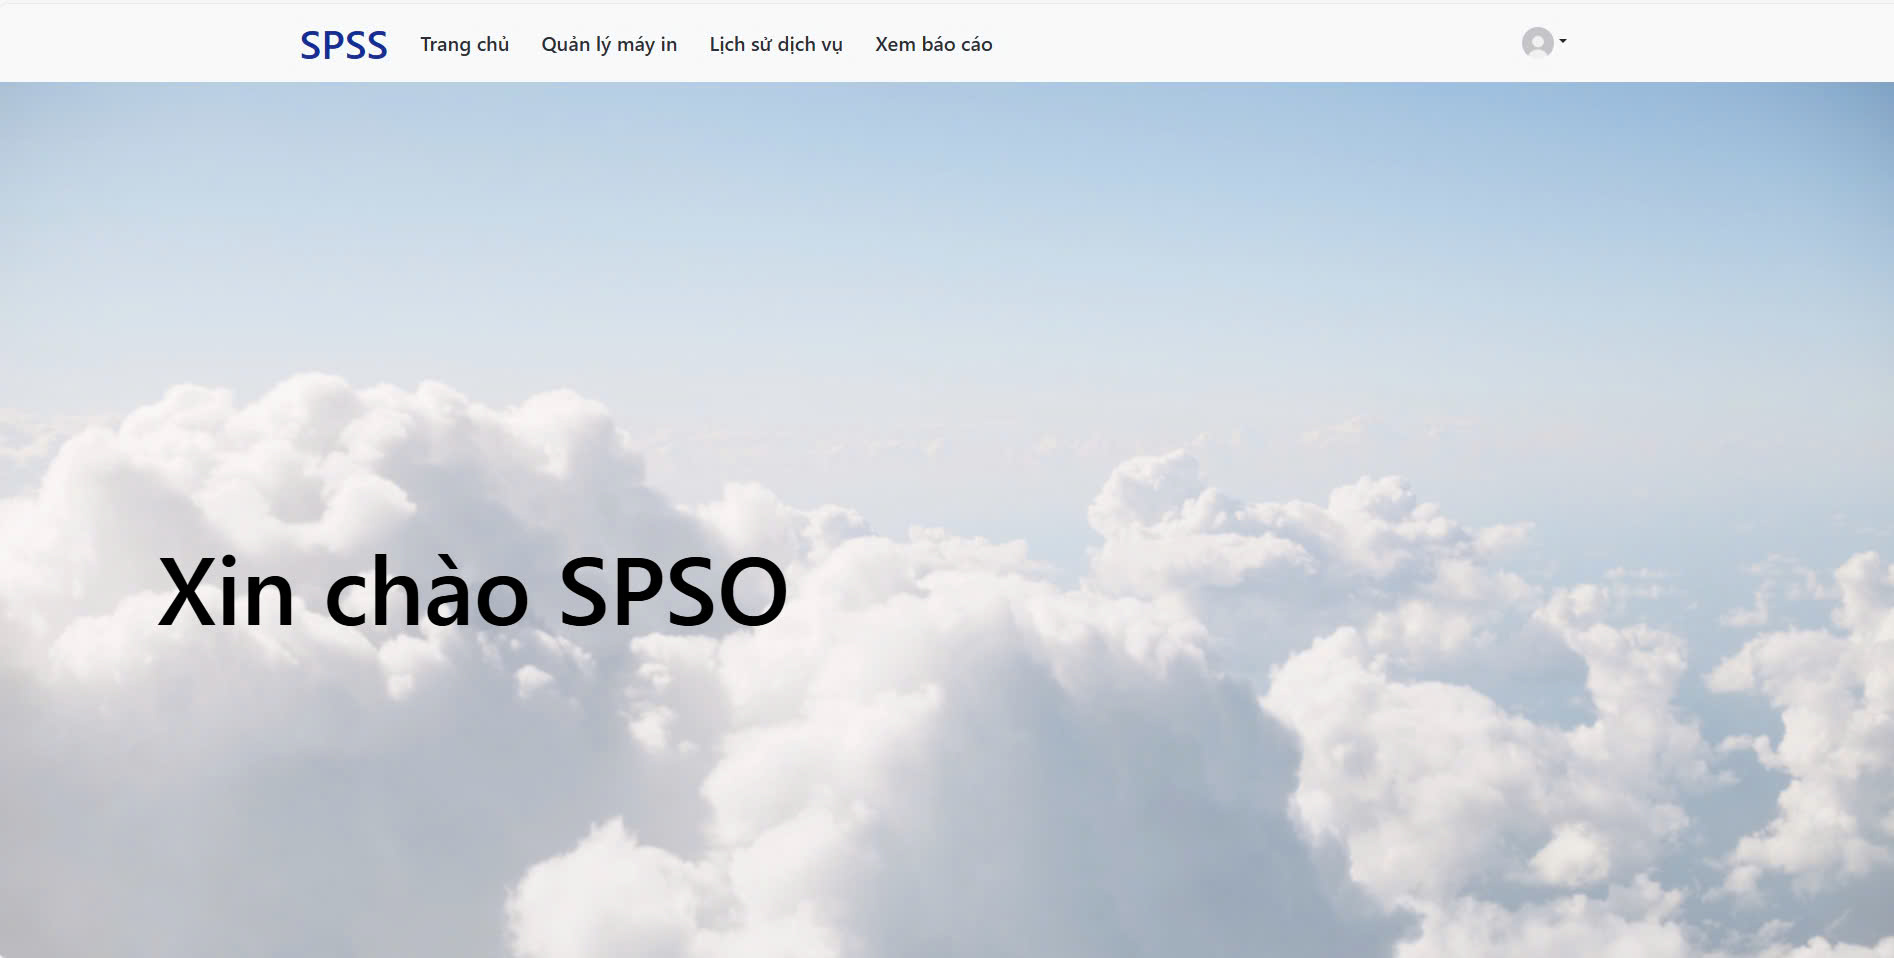 SPSS Trang chủ Quản lý máy in Lịch sử dịch vụ Xem báo cáo
Xin chào SPSO